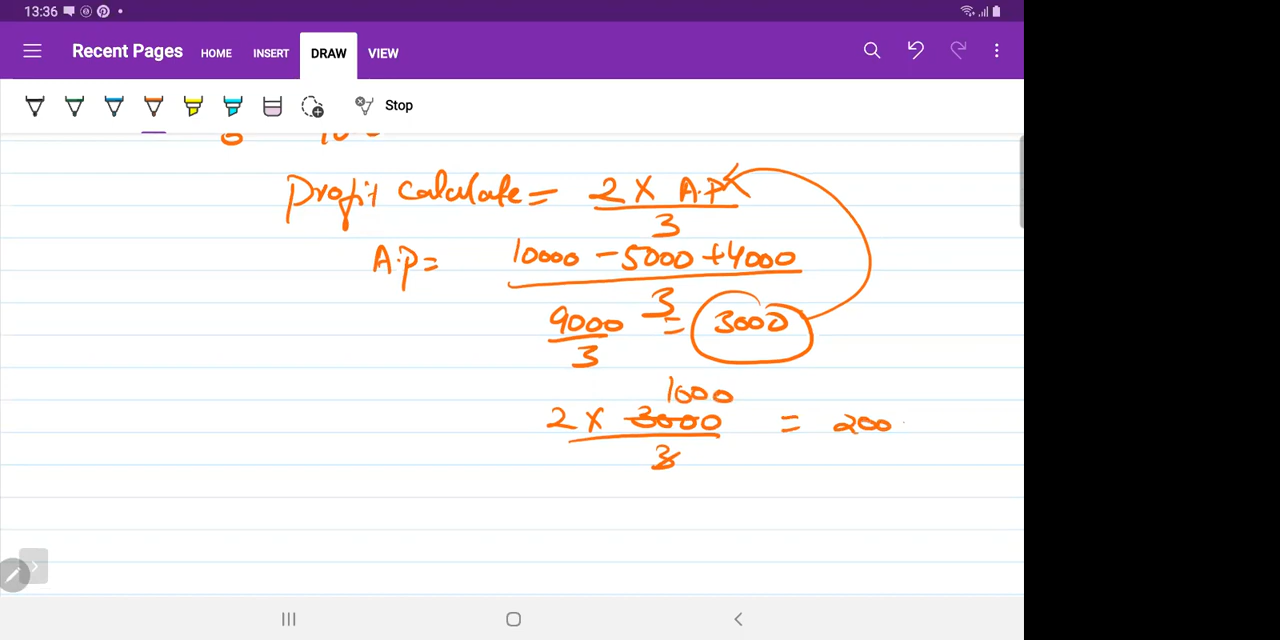 13:36
Recent Pages HOME INSERT DRAW VIEW
Stop
Profit calculate = 2 X A.P
3
A.P = 10000 - 5000 + 4000
3
9000 = 3000
3
1000
2 X 3000 = 200
3